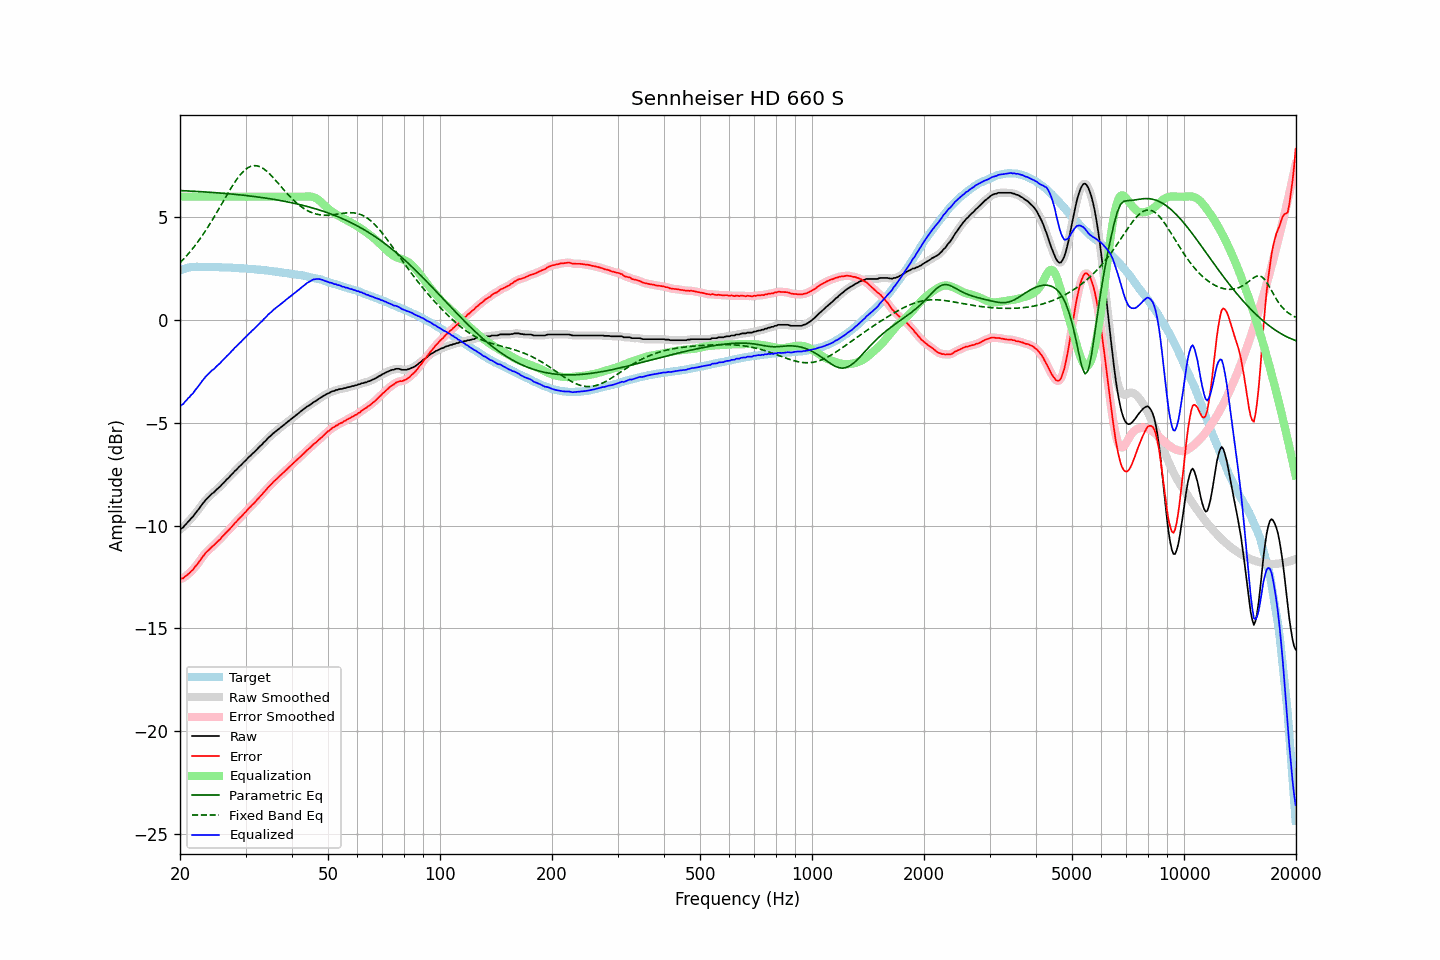 Sennheiser HD 660 S
Amplitude (dBr)
5
0
−5
−10
−15
−20
−25
Target
Raw Smoothed
Error Smoothed
Raw
Error
Equalization
Parametric Eq
Fixed Band Eq
Equalized
20 50 100 200 500 1000 2000 5000 10000 20000
Frequency (Hz)